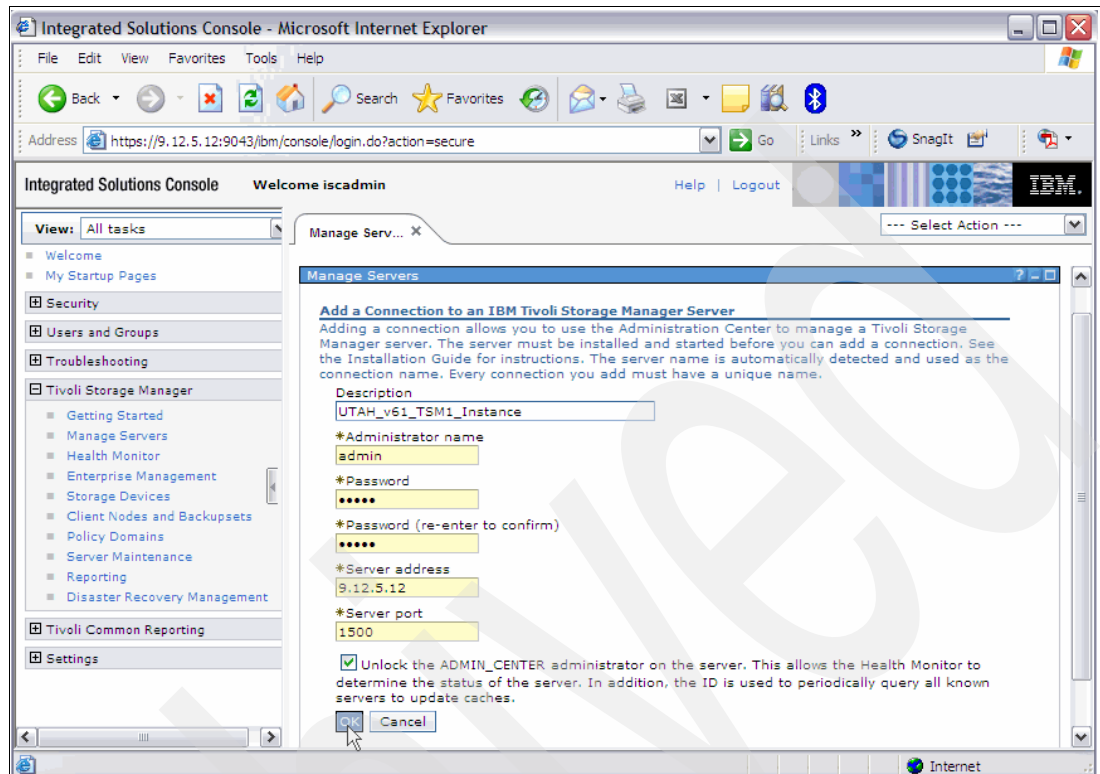 Integrated Solutions Console - Microsoft Internet Explorer
File Edit View Favorites Tools Help
Back Search Favorites
Address https://9.12.5.12:9043/ibm/console/login.do?action=secure Go Links » SnagIt
Integrated Solutions Console Welcome iscadmin Help | Logout IBM.
View: All tasks
Manage Serv... --- Select Action ---
Welcome
My Startup Pages
Security
Users and Groups
Troubleshooting
Tivoli Storage Manager
Getting Started
Manage Servers
Health Monitor
Enterprise Management
Storage Devices
Client Nodes and Backupsets
Policy Domains
Server Maintenance
Reporting
Disaster Recovery Management
Tivoli Common Reporting
Settings
Manage Servers
Add a Connection to an IBM Tivoli Storage Manager Server
Adding a connection allows you to use the Administration Center to manage a Tivoli Storage
Manager server. The server must be installed and started before you can add a connection. See
the Installation Guide for instructions. The server name is automatically detected and used as the
connection name. Every connection you add must have a unique name.
Description
UTAH_v61_TSM1_Instance
*Administrator name
admin
*Password
•••••
*Password (re-enter to confirm)
•••••
*Server address
9.12.5.12
*Server port
1500
Unlock the ADMIN_CENTER administrator on the server. This allows the Health Monitor to
determine the status of the server. In addition, the ID is used to periodically query all known
servers to update caches.
OK Cancel
Internet